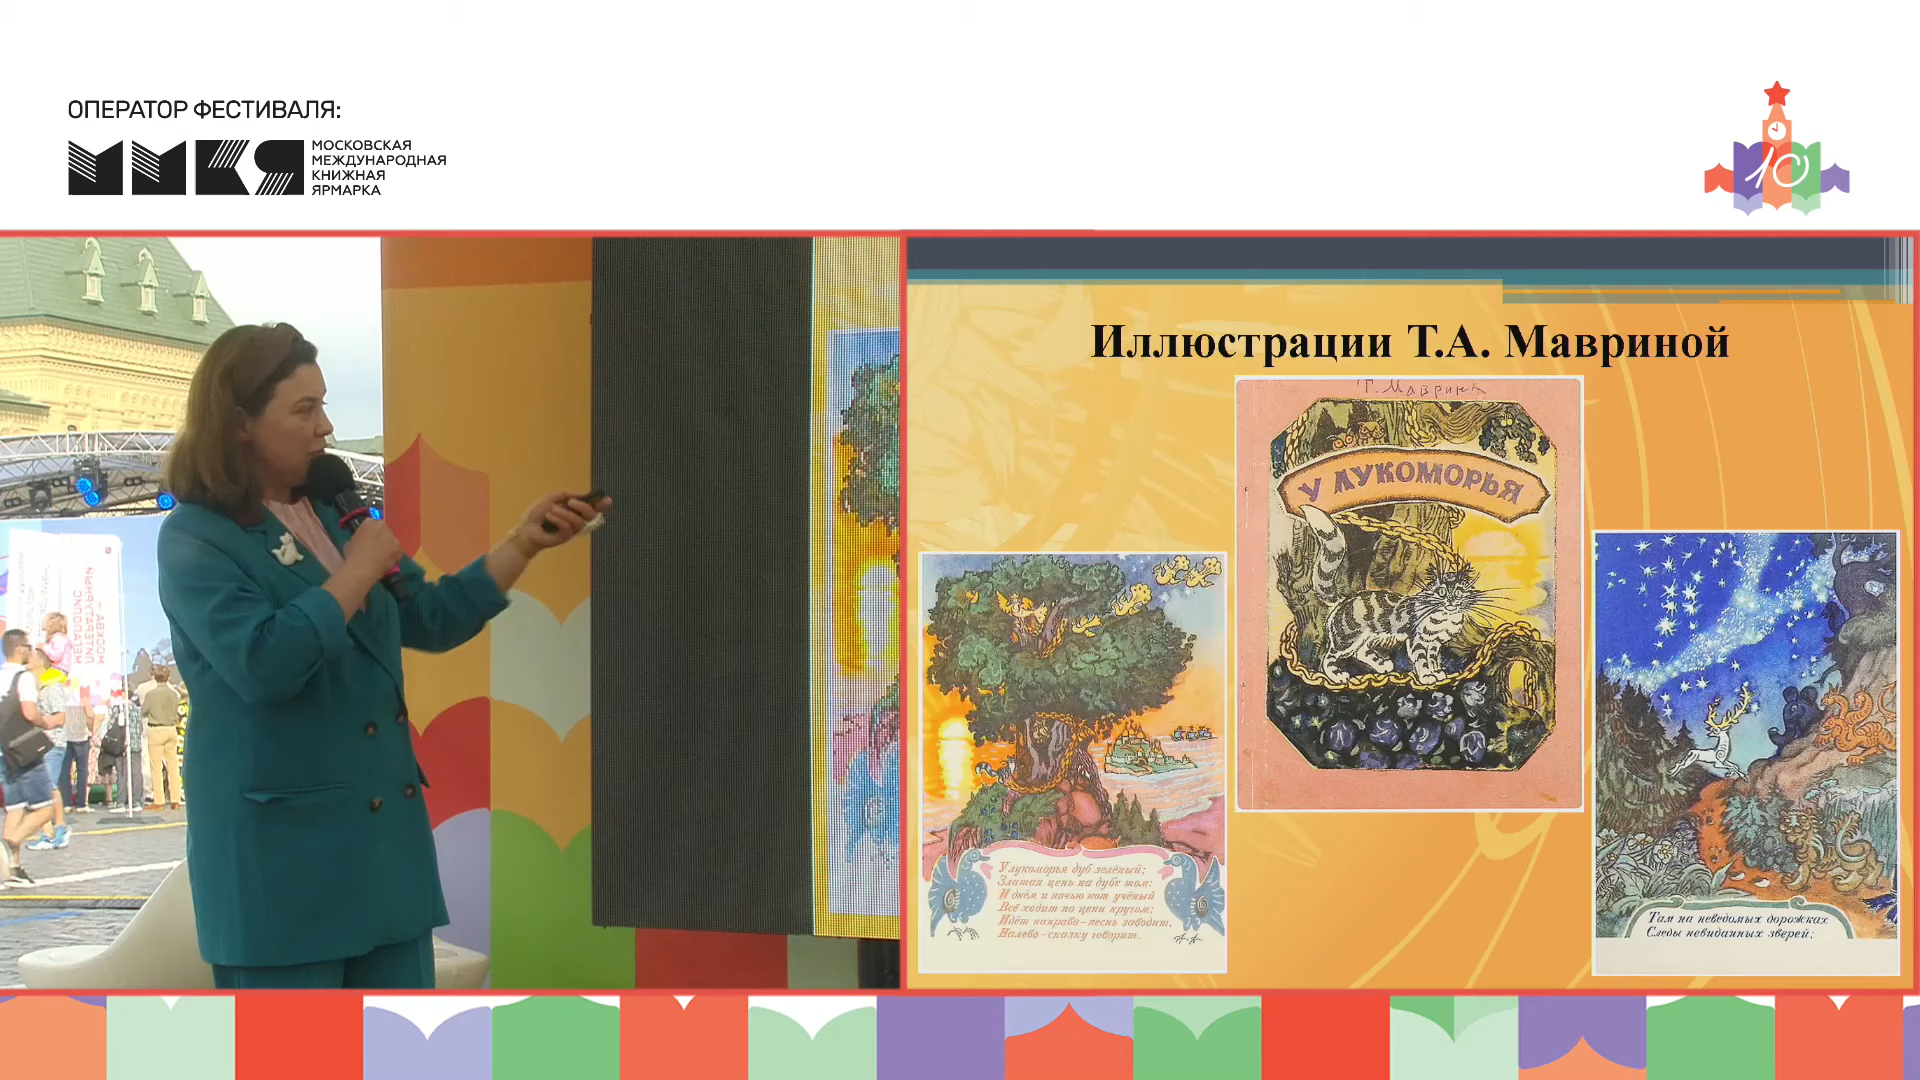 ОПЕРАТОР ФЕСТИВАЛЯ:
ММКЯ
МОСКОВСКАЯ
МЕЖДУНАРОДНАЯ
КНИЖНАЯ
ЯРМАРКА
10
Иллюстрации Т.А. Мавриной
Т. Маврина
У ЛУКОМОРЬЯ
У лукоморья дуб зелёный;
Златая цепь на дубе том:
И днём и ночью кот учёный
Всё ходит по цепи кругом;
Идёт направо – песнь заводит,
Налево – сказку говорит.
Там на неведомых дорожках
Следы невиданных зверей;